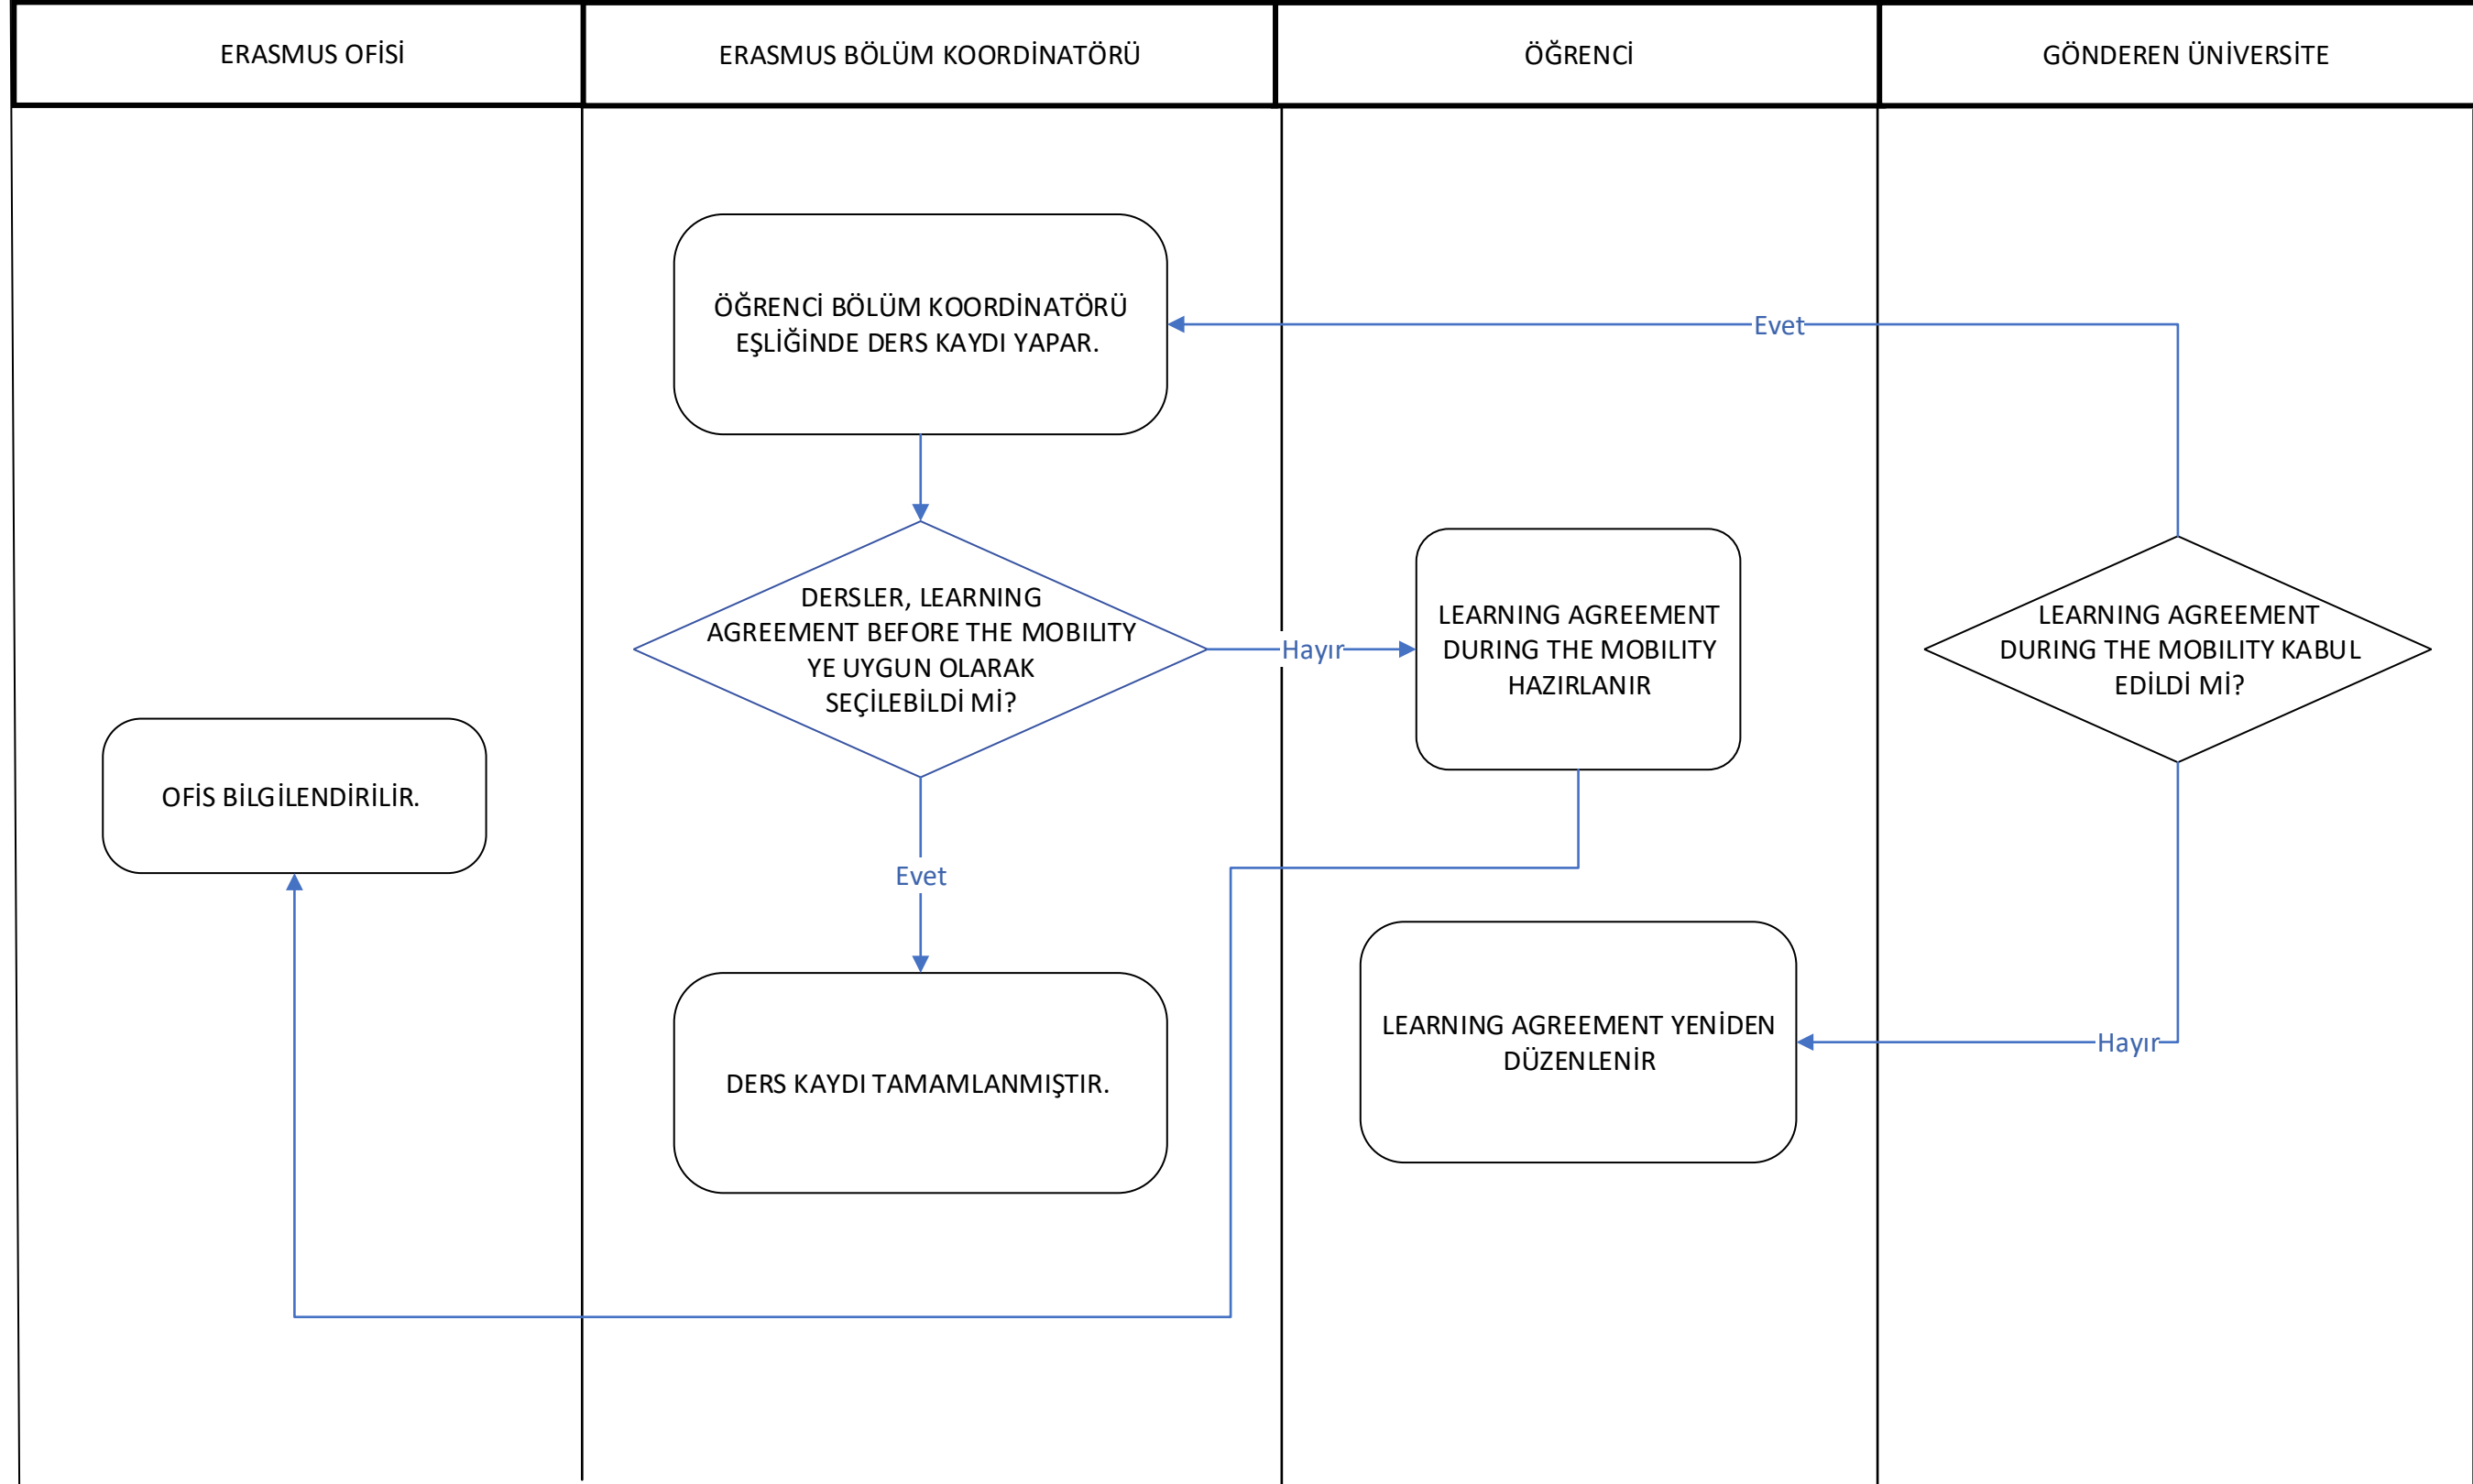 ERASMUS OFİSİ
ERASMUS BÖLÜM KOORDİNATÖRÜ
ÖĞRENCİ
GÖNDEREN ÜNİVERSİTE
ÖĞRENCİ BÖLÜM KOORDİNATÖRÜ
EŞLİĞİNDE DERS KAYDI YAPAR.
Evet
DERSLER, LEARNING
AGREEMENT BEFORE THE MOBILITY
YE UYGUN OLARAK
SEÇİLEBİLDİ Mİ?
Hayır
LEARNING AGREEMENT
DURING THE MOBILITY
HAZIRLANIR
LEARNING AGREEMENT
DURING THE MOBILITY KABUL
EDİLDİ Mİ?
OFİS BİLGİLENDİRİLİR.
Evet
LEARNING AGREEMENT YENİDEN
DÜZENLENİR
Hayır
DERS KAYDI TAMAMLANMIŞTIR.